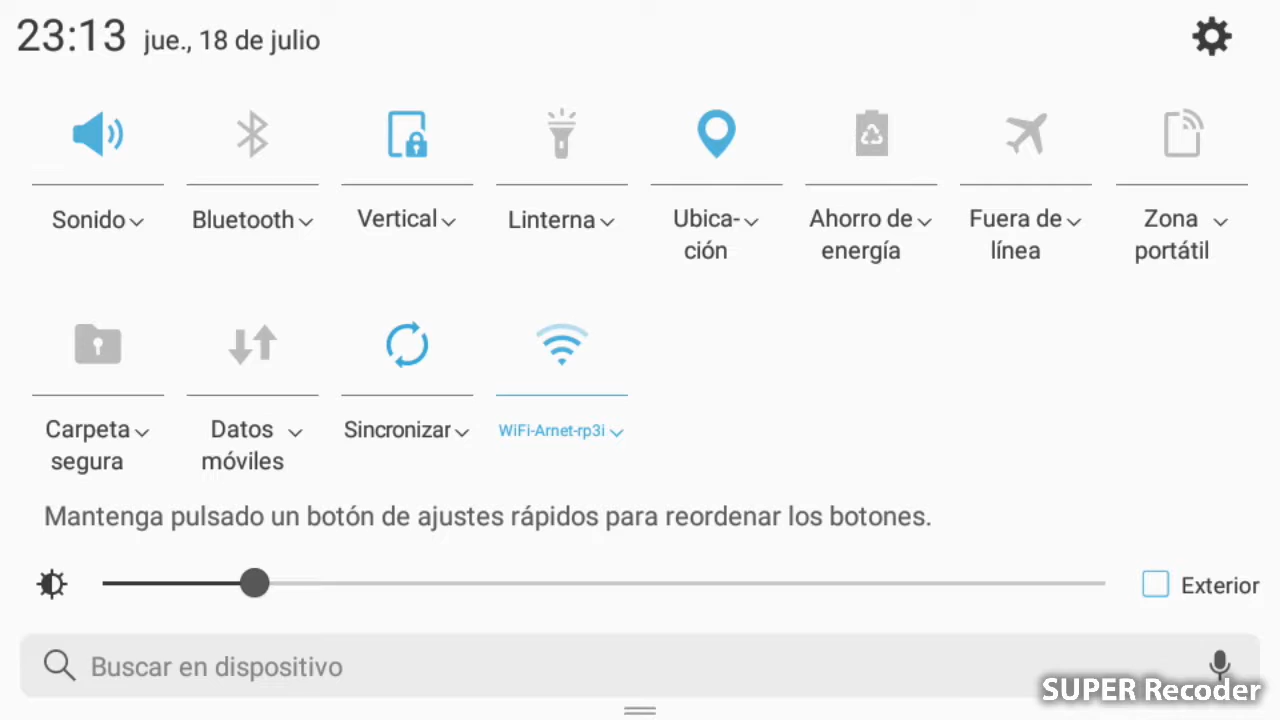 23:13 jue., 18 de julio
Sonido Bluetooth Vertical Linterna Ubica- Ahorro de Fuera de Zona
ción energía línea portátil
Carpeta Datos Sincronizar WiFi-Arnet-rp3i
segura móviles
Mantenga pulsado un botón de ajustes rápidos para reordenar los botones.
Exterior
Buscar en dispositivo
SUPER Recoder